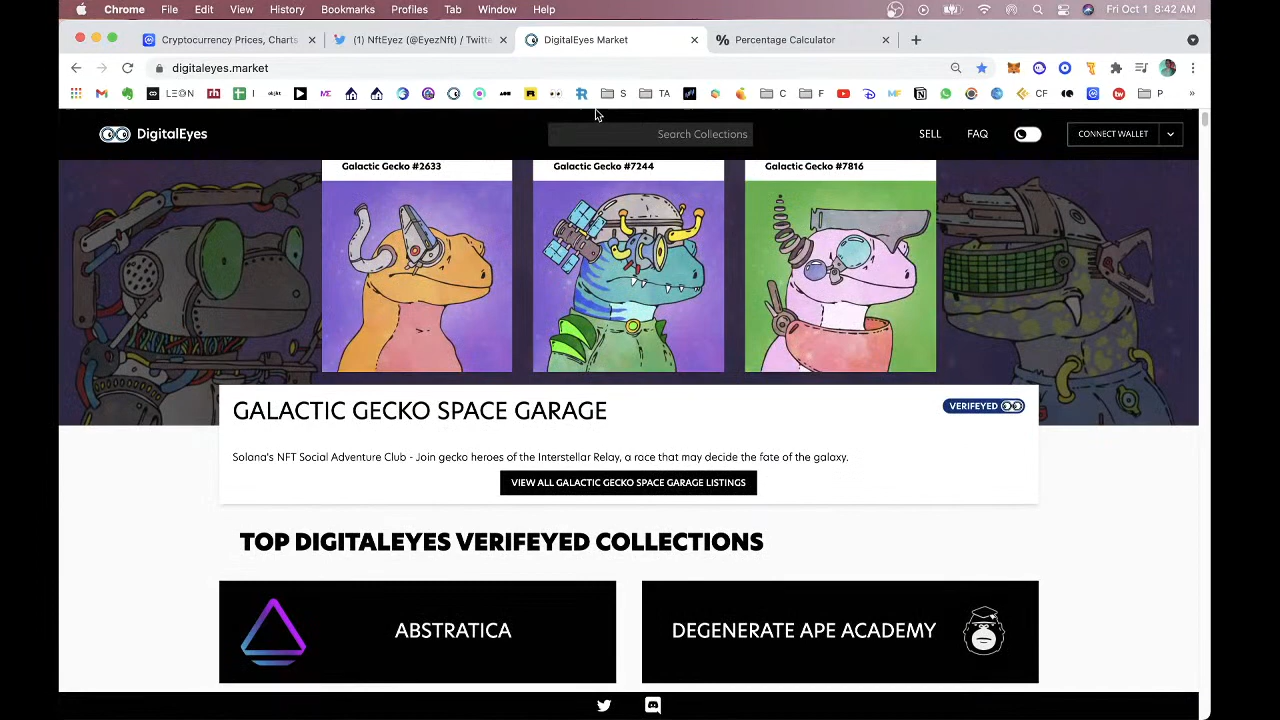 Chrome File Edit View History Bookmarks Profiles Tab Window Help Fri Oct 1 8:42 AM
Cryptocurrency Prices, Charts (1) NftEyez (@EyezNft) / Twitte DigitalEyes Market Percentage Calculator
digitaleyes.market
LEON S TA C F CF P »
DigitalEyes Search Collections SELL FAQ CONNECT WALLET
Galactic Gecko #2633 Galactic Gecko #7244 Galactic Gecko #7816
GALACTIC GECKO SPACE GARAGE VERIFEYED
Solana's NFT Social Adventure Club - Join gecko heroes of the Interstellar Relay, a race that may decide the fate of the galaxy.
VIEW ALL GALACTIC GECKO SPACE GARAGE LISTINGS
TOP DIGITALEYES VERIFEYED COLLECTIONS
ABSTRATICA DEGENERATE APE ACADEMY